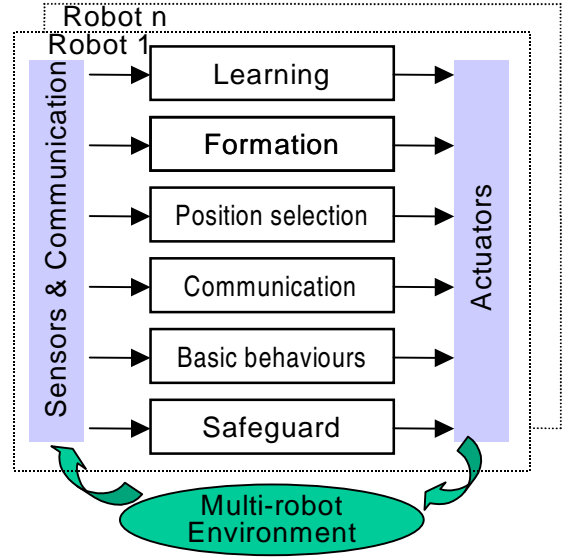 Robot n
Robot 1
Sensors & Communication
Learning
Formation
Position selection
Communication
Basic behaviours
Safeguard
Actuators
Multi-robot
Environment